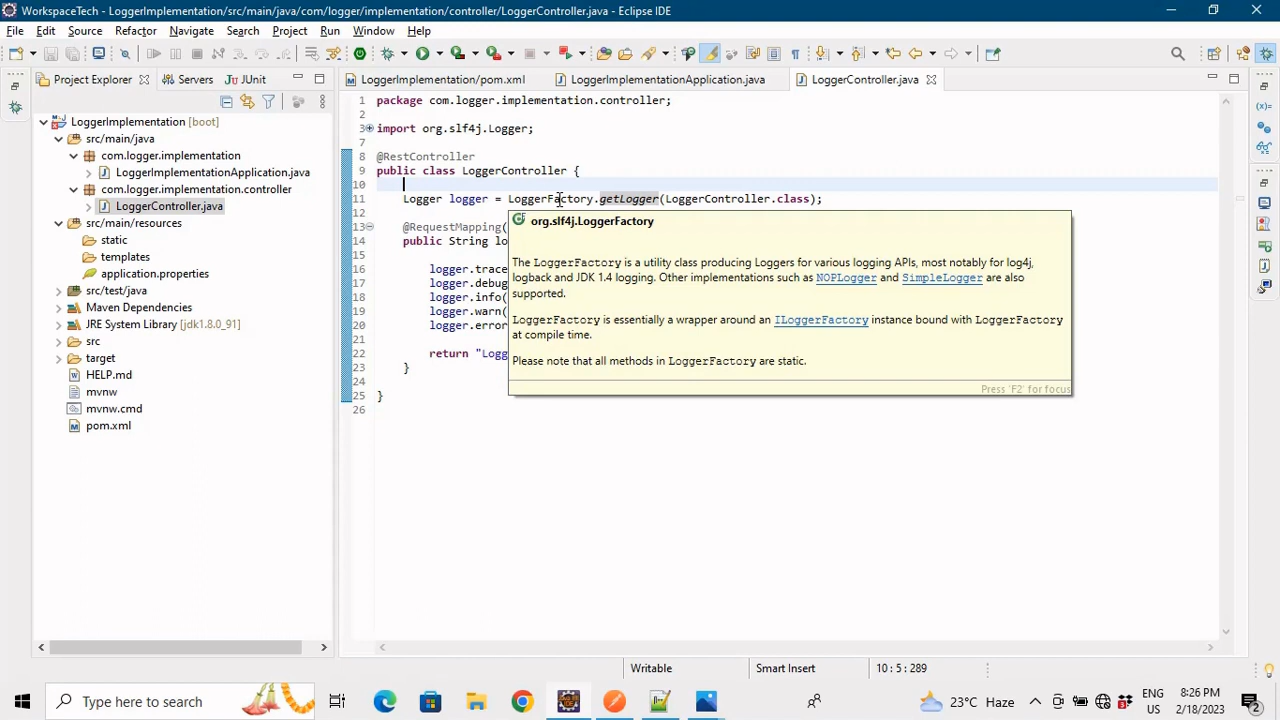 WorkspaceTech - LoggerImplementation/src/main/java/com/logger/implementation/controller/LoggerController.java - Eclipse IDE
File Edit Source Refactor Navigate Search Project Run Window Help
Project Explorer Servers JUnit
LoggerImplementation/pom.xml LoggerImplementationApplication.java LoggerController.java
LoggerImplementation [boot]
src/main/java
com.logger.implementation
LoggerImplementationApplication.java
com.logger.implementation.controller
LoggerController.java
src/main/resources
static
templates
application.properties
src/test/java
Maven Dependencies
JRE System Library [jdk1.8.0_91]
src
target
HELP.md
mvnw
mvnw.cmd
pom.xml
1 package com.logger.implementation.controller;
2
3 import org.slf4j.Logger;
7
8 @RestController
9 public class LoggerController {
10
11 Logger logger = LoggerFactory.getLogger(LoggerController.class);
12
13 @RequestMapping(
14 public String lo
15
16 logger.trace
17 logger.debug
18 logger.info(
19 logger.warn(
20 logger.error
21
22 return "Logg
23 }
24
25 }
26
org.slf4j.LoggerFactory
The LoggerFactory is a utility class producing Loggers for various logging APIs, most notably for log4j,
logback and JDK 1.4 logging. Other implementations such as NOPLogger and SimpleLogger are also
supported.
LoggerFactory is essentially a wrapper around an ILoggerFactory instance bound with LoggerFactory
at compile time.
Please note that all methods in LoggerFactory are static.
Press 'F2' for focus
Writable Smart Insert 10 : 5 : 289
Type here to search
23°C Haze
ENG
US
8:26 PM
2/18/2023
2